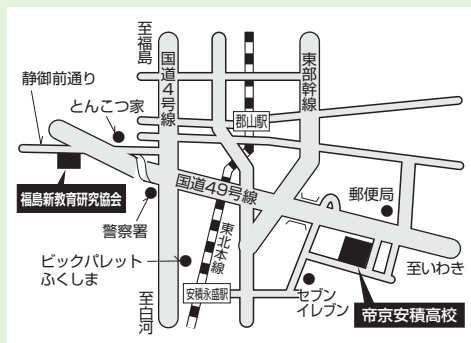 至福島
国道4号線
東部幹線
静御前通り
とんこつ家
郡山駅
福島新教育研究協会
国道49号線
郵便局
警察署
東北本線
ビックパレット
ふくしま
至いわき
安積永盛駅
セブン
イレブン
至白河
帝京安積高校